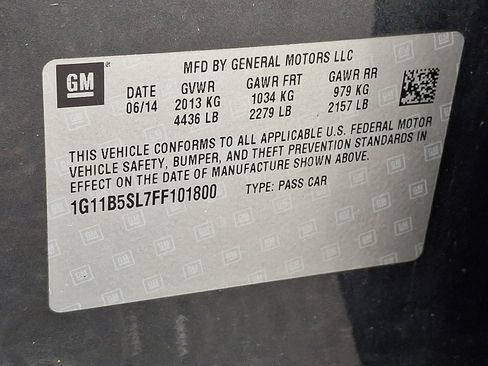 GM
MFD BY GENERAL MOTORS LLC
DATE GVWR GAWR FRT GAWR RR
06/14 2013 KG 1034 KG 979 KG
4436 LB 2279 LB 2157 LB
THIS VEHICLE CONFORMS TO ALL APPLICABLE U.S. FEDERAL MOTOR
VEHICLE SAFETY, BUMPER, AND THEFT PREVENTION STANDARDS IN
EFFECT ON THE DATE OF MANUFACTURE SHOWN ABOVE.
1G11B5SL7FF101800 TYPE: PASS CAR